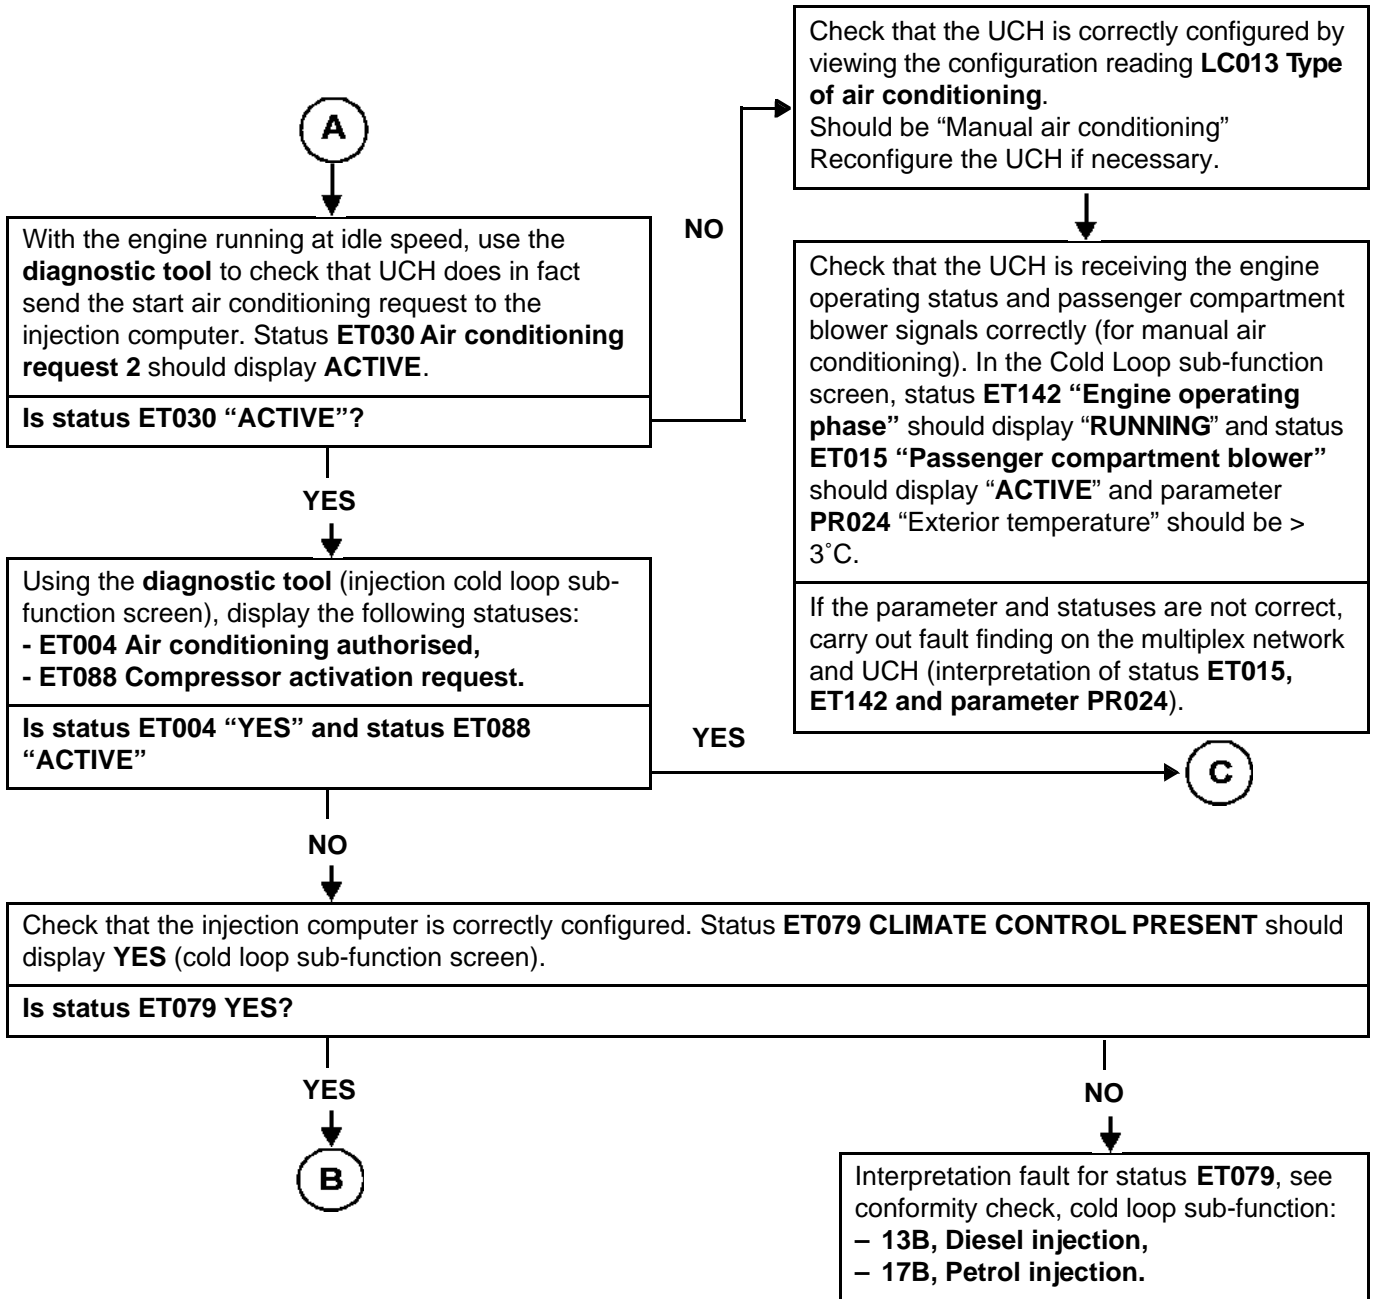 A
With the engine running at idle speed, use the
diagnostic tool to check that UCH does in fact
send the start air conditioning request to the
injection computer. Status ET030 Air conditioning
request 2 should display ACTIVE.
Is status ET030 “ACTIVE”?
NO
Check that the UCH is correctly configured by
viewing the configuration reading LC013 Type
of air conditioning.
Should be “Manual air conditioning”
Reconfigure the UCH if necessary.
Check that the UCH is receiving the engine
operating status and passenger compartment
blower signals correctly (for manual air
conditioning). In the Cold Loop sub-function
screen, status ET142 “Engine operating
phase” should display “RUNNING” and status
ET015 “Passenger compartment blower”
should display “ACTIVE” and parameter
PR024 “Exterior temperature” should be >
3˚C.
If the parameter and statuses are not correct,
carry out fault finding on the multiplex network
and UCH (interpretation of status ET015,
ET142 and parameter PR024).
YES
Using the diagnostic tool (injection cold loop sub-
function screen), display the following statuses:
- ET004 Air conditioning authorised,
- ET088 Compressor activation request.
Is status ET004 “YES” and status ET088
“ACTIVE”
YES
C
NO
Check that the injection computer is correctly configured. Status ET079 CLIMATE CONTROL PRESENT should
display YES (cold loop sub-function screen).
Is status ET079 YES?
YES
B
NO
Interpretation fault for status ET079, see
conformity check, cold loop sub-function:
– 13B, Diesel injection,
– 17B, Petrol injection.